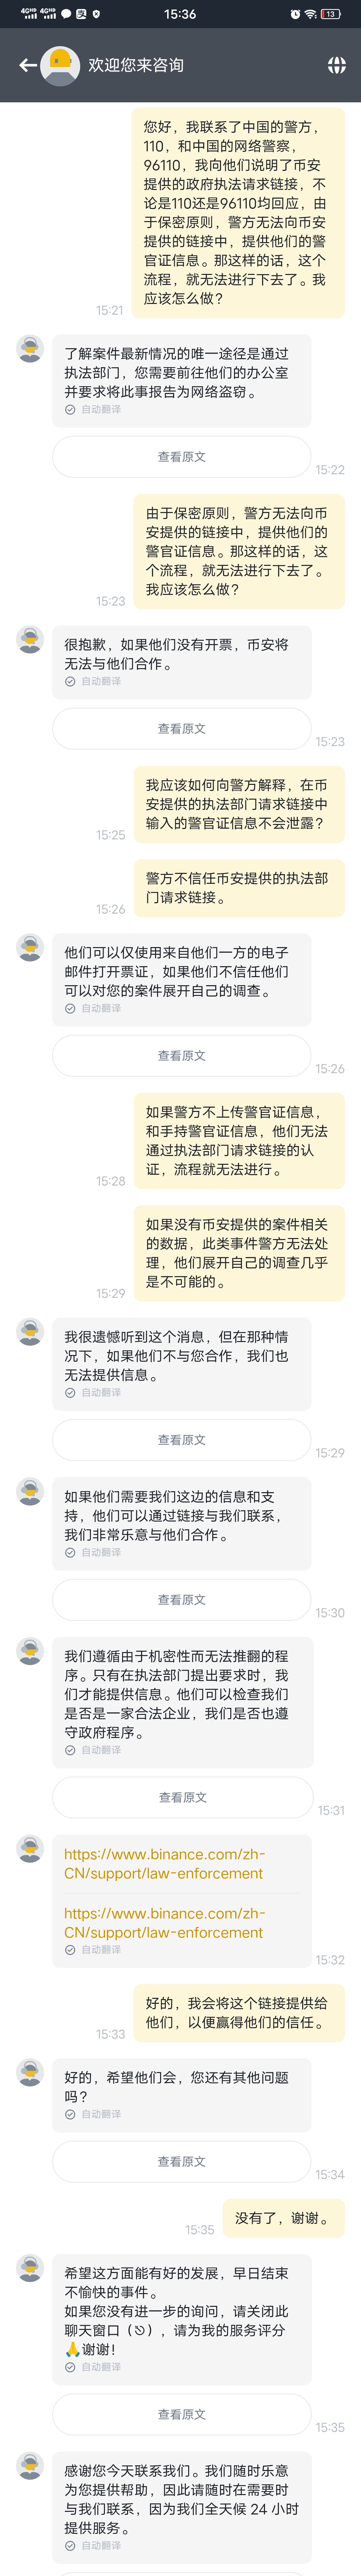 4GHD 4GHD 15:36 13
欢迎您来咨询
您好，我联系了中国的警方，
110，和中国的网络警察，
96110，我向他们说明了币安
提供的政府执法请求链接，不
论是110还是96110均回应，由
于保密原则，警方无法向币安
提供的链接中，提供他们的警
官证信息。那这样的话，这个
流程，就无法进行下去了。我
应该怎么做？
15:21
了解案件最新情况的唯一途径是通过
执法部门，您需要前往他们的办公室
并要求将此事报告为网络盗窃。
自动翻译
查看原文
15:22
由于保密原则，警方无法向币
安提供的链接中，提供他们的
警官证信息。那这样的话，这
个流程，就无法进行下去了。
我应该怎么做？
15:23
很抱歉，如果他们没有开票，币安将
无法与他们合作。
自动翻译
查看原文
15:23
我应该如何向警方解释，在币
安提供的执法部门请求链接中
输入的警官证信息不会泄露？
15:25
警方不信任币安提供的执法部
门请求链接。
15:26
他们可以仅使用来自他们一方的电子
邮件打开票证，如果他们不信任他们
可以对您的案件展开自己的调查。
自动翻译
查看原文
15:26
如果警方不上传警官证信息，
和手持警官证信息，他们无法
通过执法部门请求链接的认
证，流程就无法进行。
15:28
如果没有币安提供的案件相关
的数据，此类事件警方无法处
理，他们展开自己的调查几乎
是不可能的。
15:29
我很遗憾听到这个消息，但在那种情
况下，如果他们不与您合作，我们也
无法提供信息。
自动翻译
查看原文
15:29
如果他们需要我们这边的信息和支
持，他们可以通过链接与我们联系，
我们非常乐意与他们合作。
自动翻译
查看原文
15:30
我们遵循由于机密性而无法推翻的程
序。只有在执法部门提出要求时，我
们才能提供信息。他们可以检查我们
是否是一家合法企业，我们是否也遵
守政府程序。
自动翻译
查看原文
15:31
https://www.binance.com/zh-
CN/support/law-enforcement
https://www.binance.com/zh-
CN/support/law-enforcement
自动翻译
15:32
好的，我会将这个链接提供给
他们，以便赢得他们的信任。
15:33
好的，希望他们会，您还有其他问题
吗？
自动翻译
查看原文
15:34
没有了，谢谢。
15:35
希望这方面能有好的发展，早日结束
不愉快的事件。
如果您没有进一步的询问，请关闭此
聊天窗口（⎋），请为我的服务评分
🙏谢谢！
自动翻译
查看原文
15:35
感谢您今天联系我们。我们随时乐意
为您提供帮助，因此请随时在需要时
与我们联系，因为我们全天候 24 小时
提供服务。
自动翻译